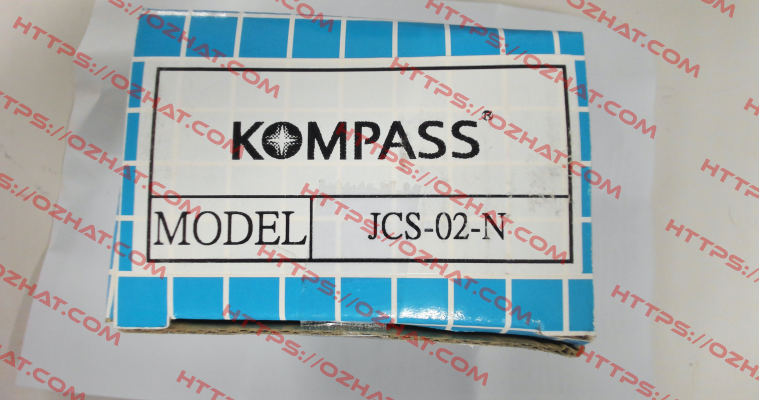 KOMPASS®
MODEL JCS-02-N
HTTPS://OZHAT.COM